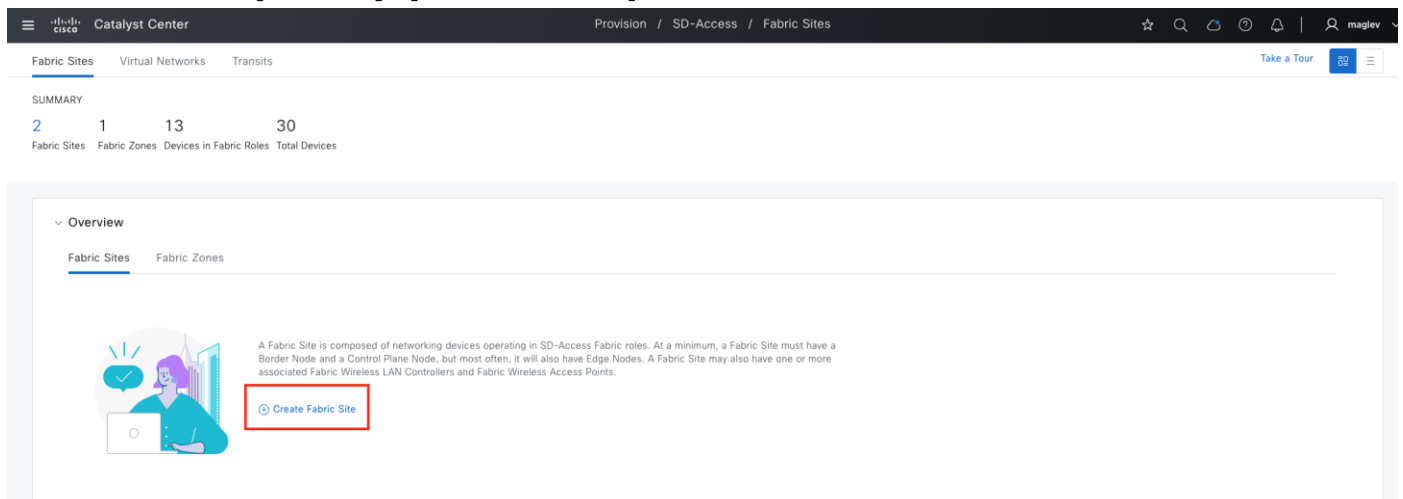 cisco Catalyst Center
Provision / SD-Access / Fabric Sites
maglev
Fabric Sites Virtual Networks Transits
Take a Tour
SUMMARY
2 1 13 30
Fabric Sites Fabric Zones Devices in Fabric Roles Total Devices
Overview
Fabric Sites Fabric Zones
A Fabric Site is composed of networking devices operating in SD-Access Fabric roles. At a minimum, a Fabric Site must have a
Border Node and a Control Plane Node, but most often, it will also have Edge Nodes. A Fabric Site may also have one or more
associated Fabric Wireless LAN Controllers and Fabric Wireless Access Points.
Create Fabric Site